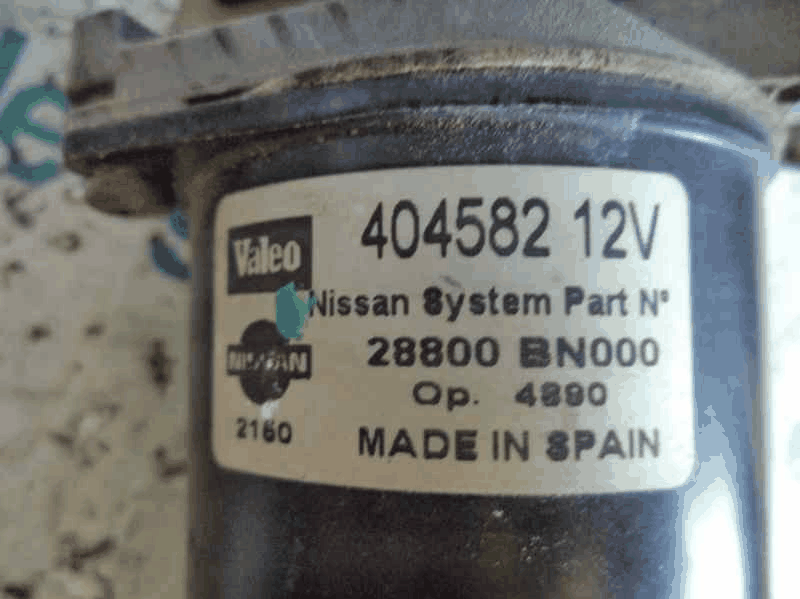 Valeo
404582 12V
Nissan System Part N°
NISSAN
28800 BN000
Op. 4890
2160
MADE IN SPAIN